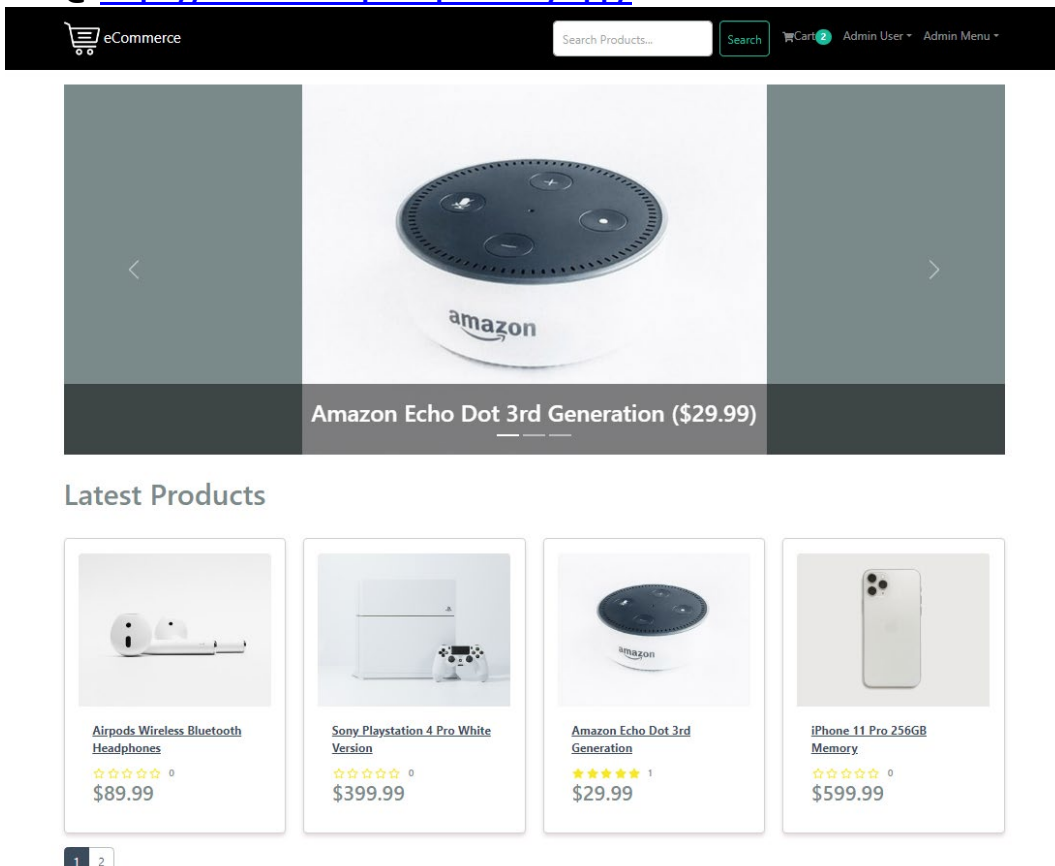 eCommerce
Search Products...
Search
Cart 2
Admin User
Admin Menu
amazon
Amazon Echo Dot 3rd Generation ($29.99)
Latest Products
amazon
Airpods Wireless Bluetooth
Headphones
0
$89.99
Sony Playstation 4 Pro White
Version
0
$399.99
Amazon Echo Dot 3rd
Generation
1
$29.99
iPhone 11 Pro 256GB
Memory
0
$599.99
1 2